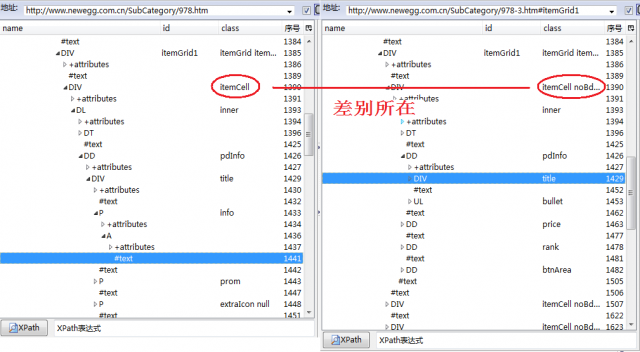 地址: http://www.newegg.com.cn/SubCategory/978.htm
name id class 序号
#text 1384
DIV itemGrid1 itemGrid item... 1385
+attributes 1386
#text 1389
DIV itemCell 1390
+attributes 1391
DL inner 1394
+attributes 1395
DT 1396
#text 1425
DD pdInfo 1426
+attributes 1427
DIV title 1429
+attributes 1430
#text 1432
P info 1433
+attributes 1434
A 1436
+attributes 1437
#text 1441
#text 1442
P prom 1443
#text 1447
P extraIcon null 1448
#text 1451
XPath XPath表达式
地址: http://www.newegg.com.cn/SubCategory/978-3.htm#itemGrid1
name id class 序号
#text 1384
DIV itemGrid1 itemGrid item... 1385
+attributes 1386
#text 1389
DIV itemCell noBd... 1390
+attributes 1391
inner 1394
+attributes 1395
DT 1396
#text 1425
DD pdInfo 1426
+attributes 1427
DIV title 1429
#text 1452
UL bullet 1453
#text 1462
DD price 1463
#text 1477
DD rank 1478
#text 1499
DD btnArea 1500
#text 1505
#text 1506
DIV itemCell noBd... 1507
#text 1622
DIV itemCell noBd... 1623
XPath XPath表达式
差别所在